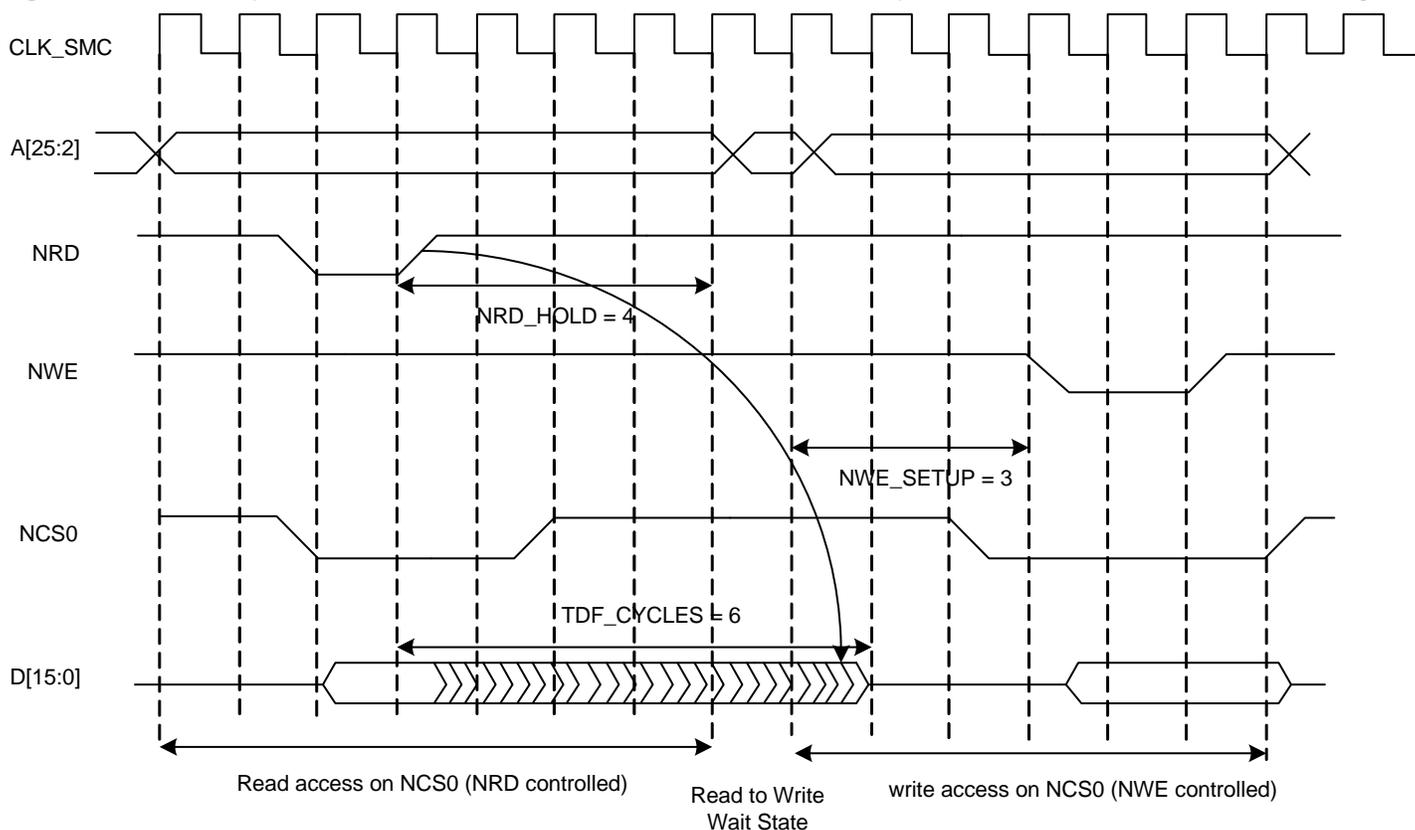 CLK_SMC
A[25:2]
NRD
NRD_HOLD = 4
NWE
NWE_SETUP = 3
NCS0
TDF_CYCLES = 6
D[15:0]
Read access on NCS0 (NRD controlled)
Read to Write
Wait State
write access on NCS0 (NWE controlled)